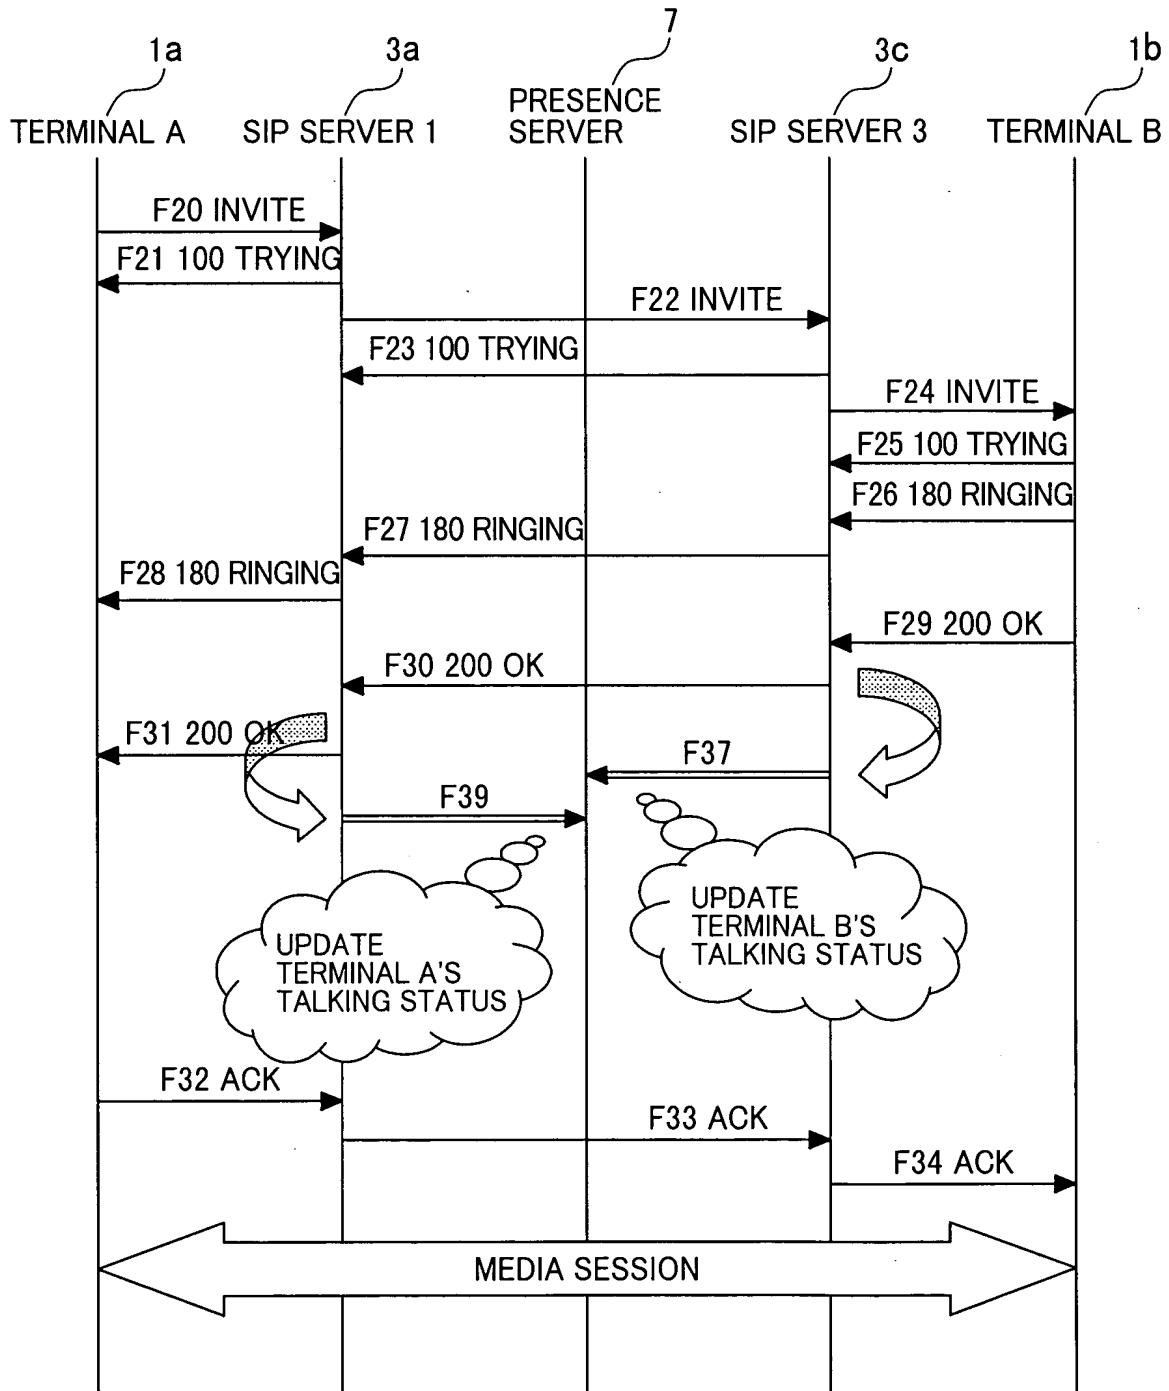 1a
3a
7
3c
1b
TERMINAL A
SIP SERVER 1
PRESENCE
SERVER
SIP SERVER 3
TERMINAL B
F20 INVITE
F21 100 TRYING
F22 INVITE
F23 100 TRYING
F24 INVITE
F25 100 TRYING
F26 180 RINGING
F27 180 RINGING
F28 180 RINGING
F29 200 OK
F30 200 OK
F31 200 OK
F37
F39
UPDATE
TERMINAL B'S
TALKING STATUS
UPDATE
TERMINAL A'S
TALKING STATUS
F32 ACK
F33 ACK
F34 ACK
MEDIA SESSION